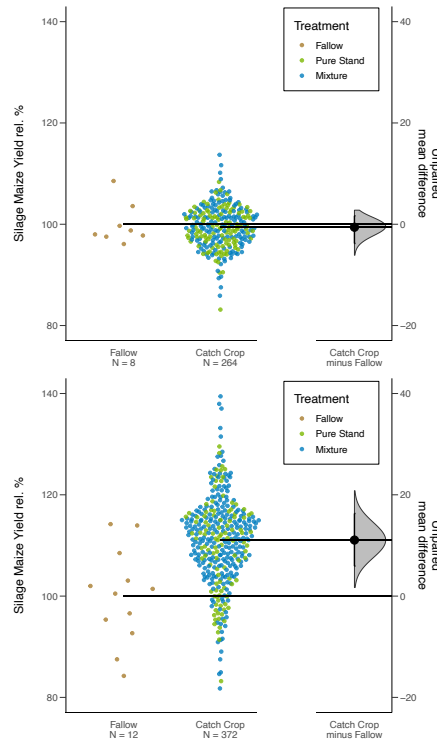 140
120
100
80
Silage Maize Yield rel. %
Treatment
Fallow
Pure Stand
Mixture
40
20
0
−20
mean difference
Fallow
N = 8
Catch Crop
N = 264
Catch Crop
minus Fallow
140
120
100
80
Silage Maize Yield rel. %
Treatment
Fallow
Pure Stand
Mixture
40
20
0
−20
mean difference
Fallow
N = 12
Catch Crop
N = 372
Catch Crop
minus Fallow